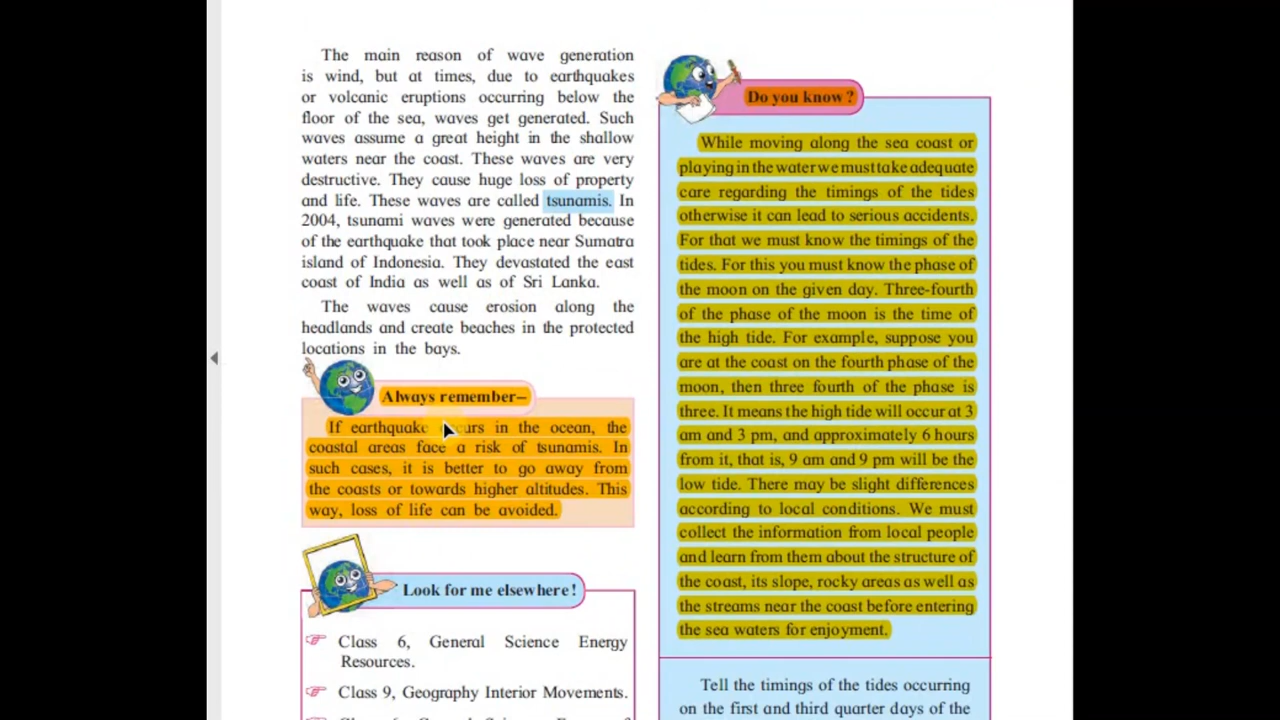 The main reason of wave generation
is wind, but at times, due to earthquakes
or volcanic eruptions occurring below the
floor of the sea, waves get generated. Such
waves assume a great height in the shallow
waters near the coast. These waves are very
destructive. They cause huge loss of property
and life. These waves are called tsunamis. In
2004, tsunami waves were generated because
of the earthquake that took place near Sumatra
island of Indonesia. They devastated the east
coast of India as well as of Sri Lanka.
The waves cause erosion along the
headlands and create beaches in the protected
locations in the bays.
Always remember–
If earthquake occurs in the ocean, the
coastal areas face a risk of tsunamis. In
such cases, it is better to go away from
the coasts or towards higher altitudes. This
way, loss of life can be avoided.
Look for me elsewhere!
Class 6, General Science Energy
Resources.
Class 9, Geography Interior Movements.
Do you know?
While moving along the sea coast or
playing in the water we must take adequate
care regarding the timings of the tides
otherwise it can lead to serious accidents.
For that we must know the timings of the
tides. For this you must know the phase of
the moon on the given day. Three-fourth
of the phase of the moon is the time of
the high tide. For example, suppose you
are at the coast on the fourth phase of the
moon, then three fourth of the phase is
three. It means the high tide will occur at 3
am and 3 pm, and approximately 6 hours
from it, that is, 9 am and 9 pm will be the
low tide. There may be slight differences
according to local conditions. We must
collect the information from local people
and learn from them about the structure of
the coast, its slope, rocky areas as well as
the streams near the coast before entering
the sea waters for enjoyment.
Tell the timings of the tides occurring
on the first and third quarter days of the